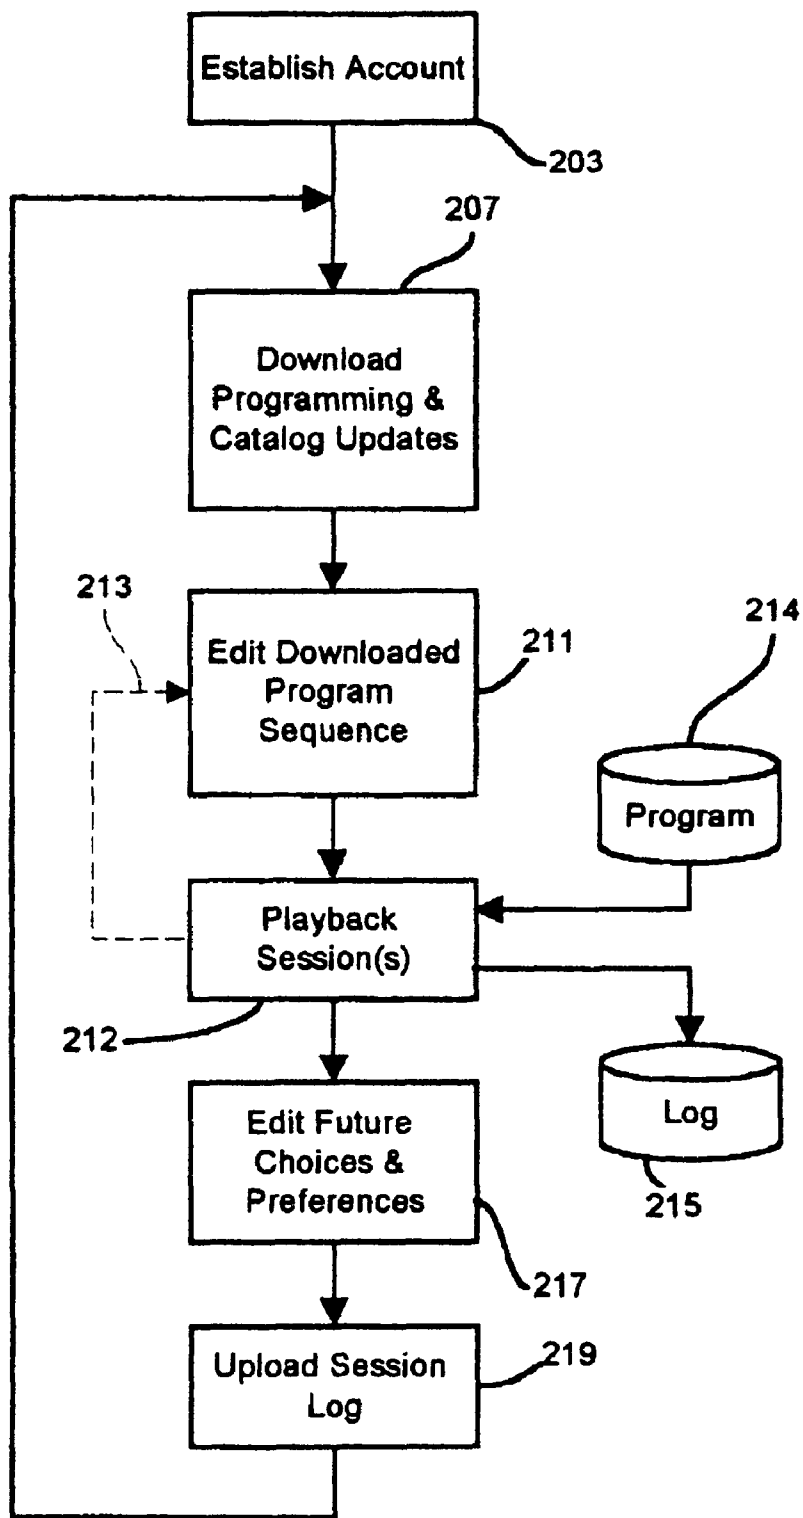 Establish Account
203
207
Download
Programming &
Catalog Updates
213
Edit Downloaded
Program
Sequence
211
214
Program
Playback
Session(s)
212
Log
215
Edit Future
Choices &
Preferences
217
Upload Session
Log
219